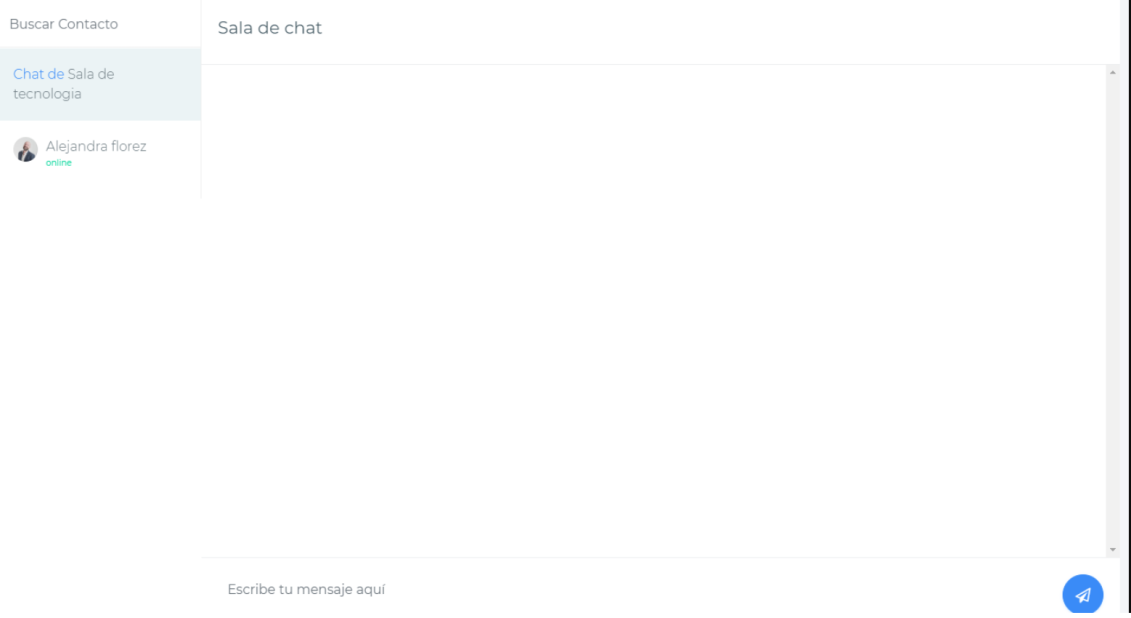 Buscar Contacto
Sala de chat
Chat de Sala de
tecnologia
Alejandra florez
online
Escribe tu mensaje aquí